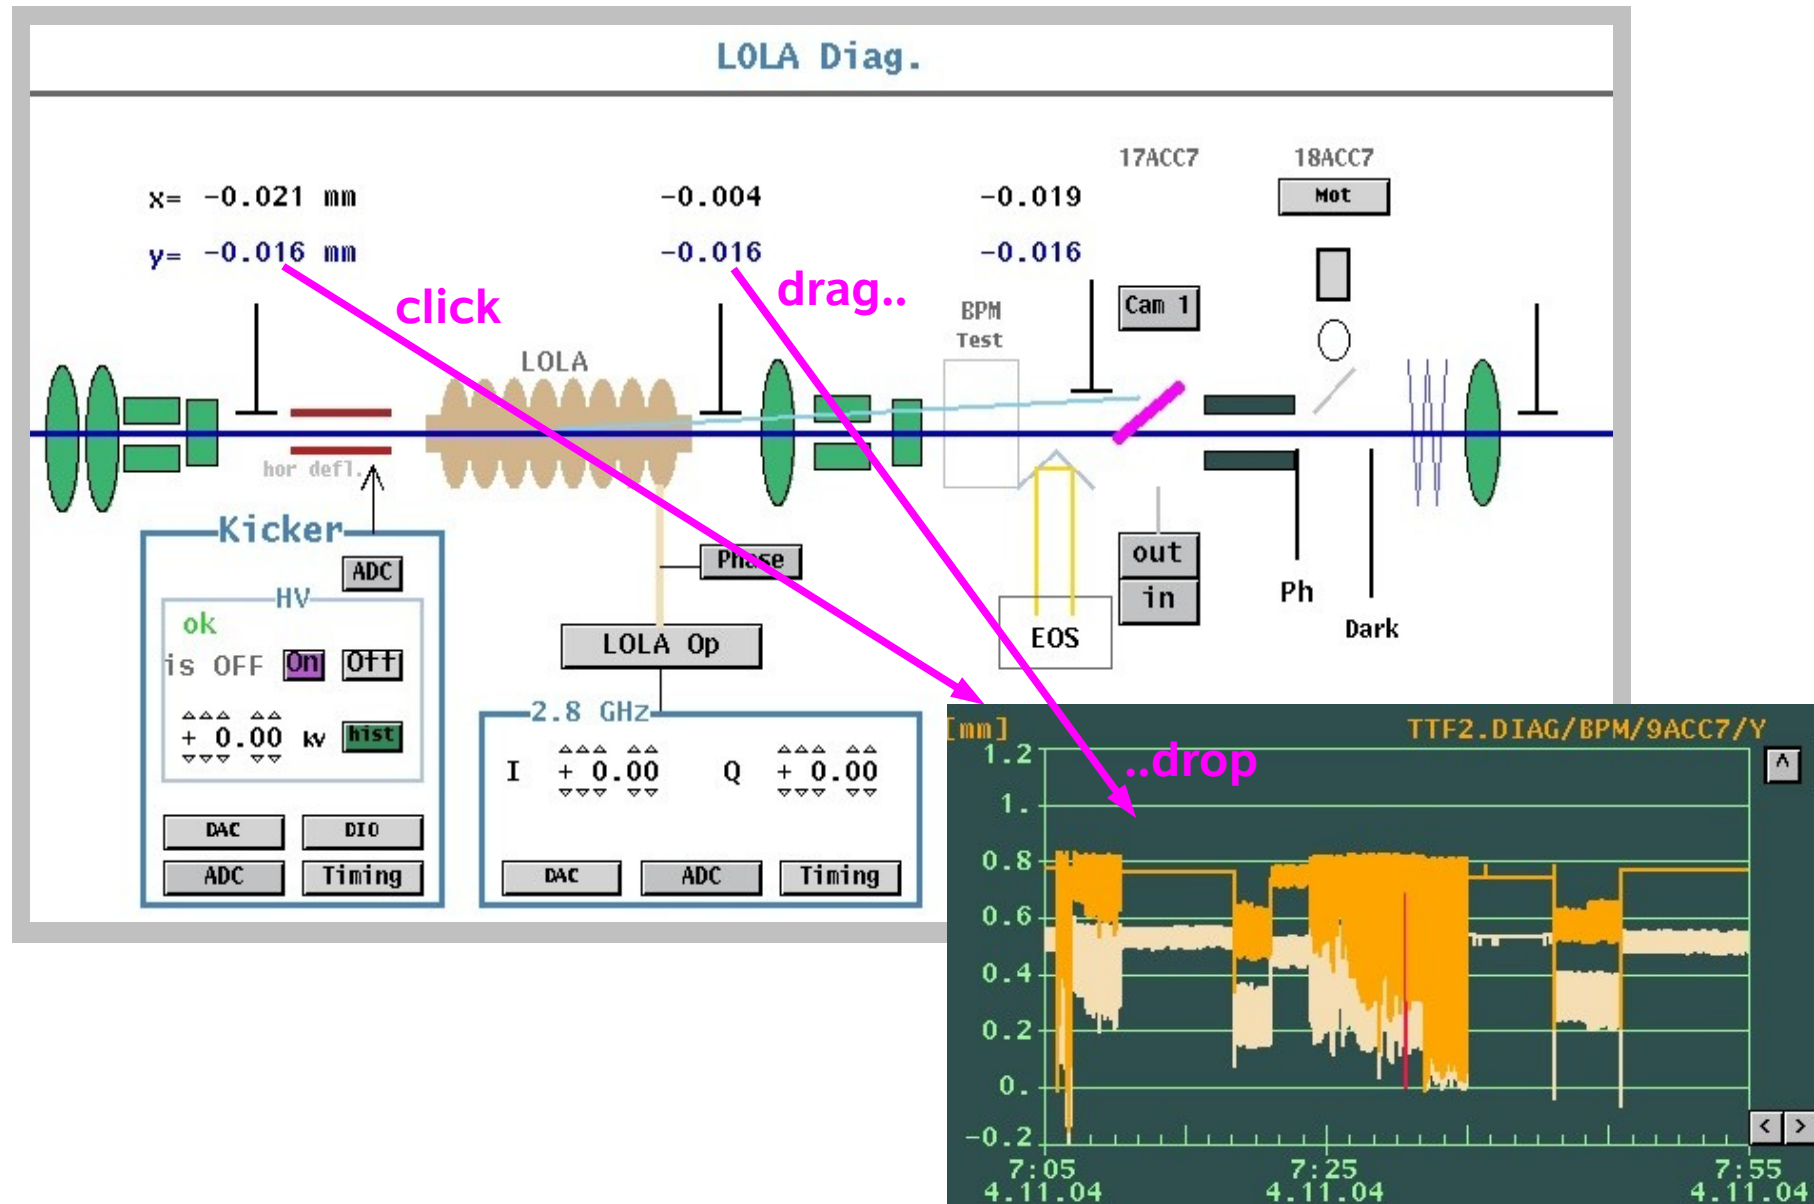 LOLA Diag.
17ACC7
18ACC7
x= -0.021 mm
-0.004
-0.019
Mot
y= -0.016 mm
-0.016
-0.016
click
drag..
BPM
Test
Cam 1
LOLA
hor defl.
Kicker
ADC
HV
ok
is OFF
On
Off
+ 0.00 kV
hist
DAC
DIO
ADC
Timing
Phase
LOLA Op
2.8 GHz
I
+ 0.00
Q
+ 0.00
DAC
ADC
Timing
out
in
EOS
Ph
Dark
[mm]
TTF2.DIAG/BPM/9ACC7/Y
..drop
^
1.2
1.
0.8
0.6
0.4
0.2
0.
-0.2
< >
7:05
7:25
7:55
4.11.04
4.11.04
4.11.04